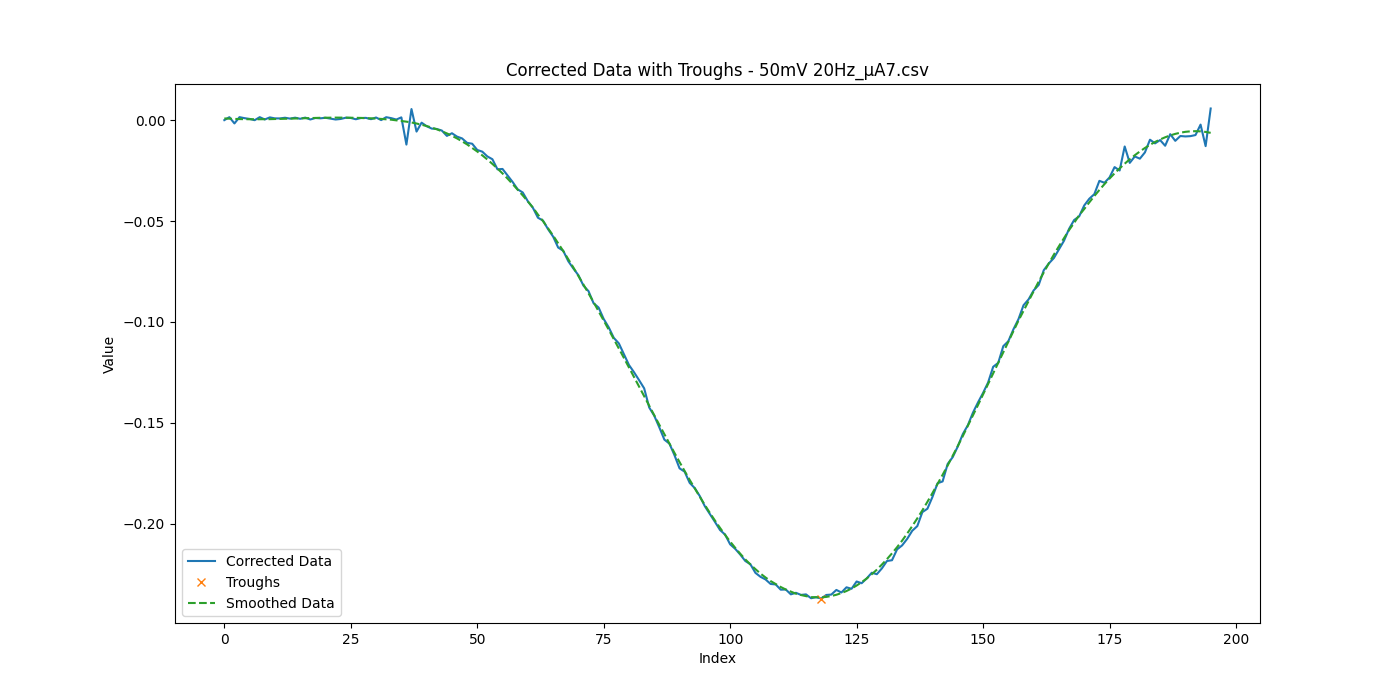 Corrected Data with Troughs - 50mV 20Hz_μA7.csv
0.00
−0.05
−0.10
−0.15
−0.20
Value
Corrected Data
Troughs
Smoothed Data
0 25 50 75 100 125 150 175 200
Index